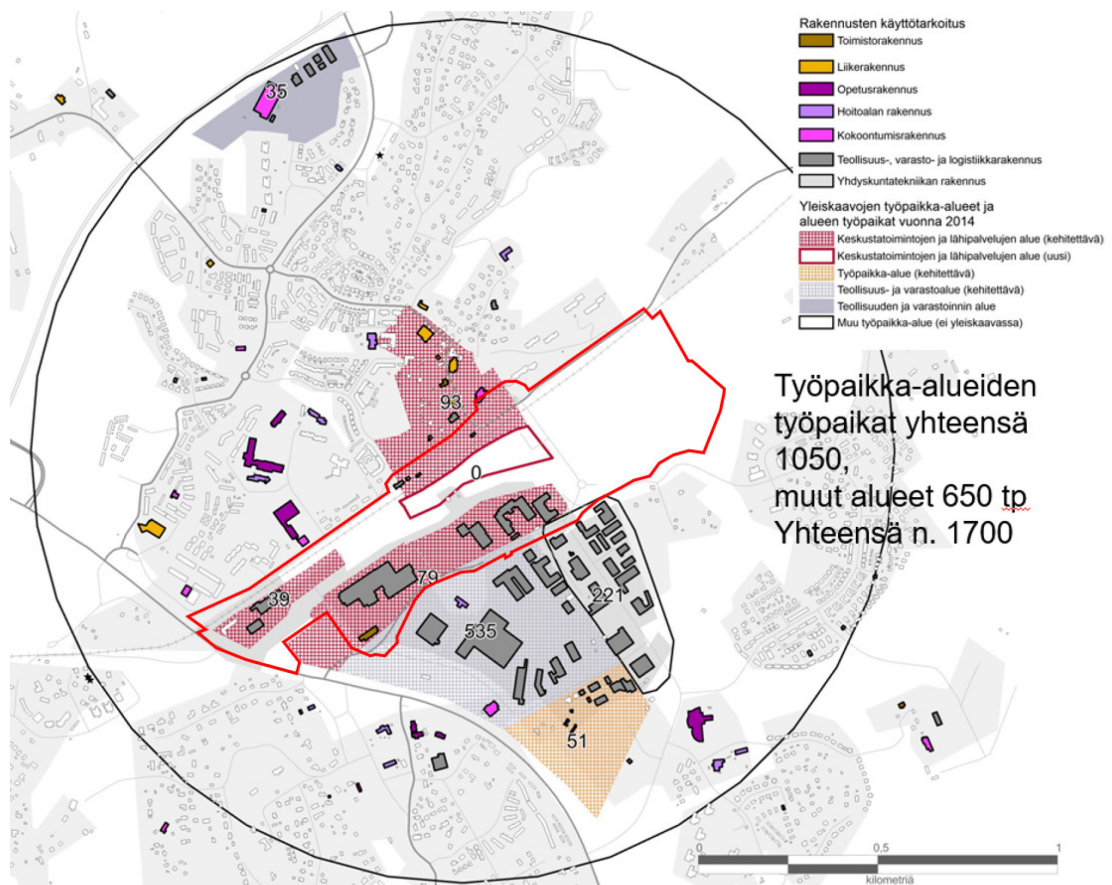 Rakennusten käyttötarkoitus
Toimistorakennus
Liikerakennus
Opetusrakennus
Hoitoalan rakennus
Kokoontumisrakennus
Teollisuus-, varasto- ja logistiikkarakennus
Yhdyskuntatekniikan rakennus
Yleiskaavojen työpaikka-alueet ja
alueen työpaikat vuonna 2014
Keskustatoimintojen ja lähipalvelujen alue (kehitettävä)
Keskustatoimintojen ja lähipalvelujen alue (uusi)
Työpaikka-alue (kehitettävä)
Teollisuus- ja varastoalue (kehitettävä)
Teollisuuden ja varastoinnin alue
Muu työpaikka-alue (ei yleiskaavassa)
35
93
0
79
39
221
535
51
Työpaikka-alueiden
työpaikat yhteensä
1050,
muut alueet 650 tp
Yhteensä n. 1700
0 0,5 1
kilometriä